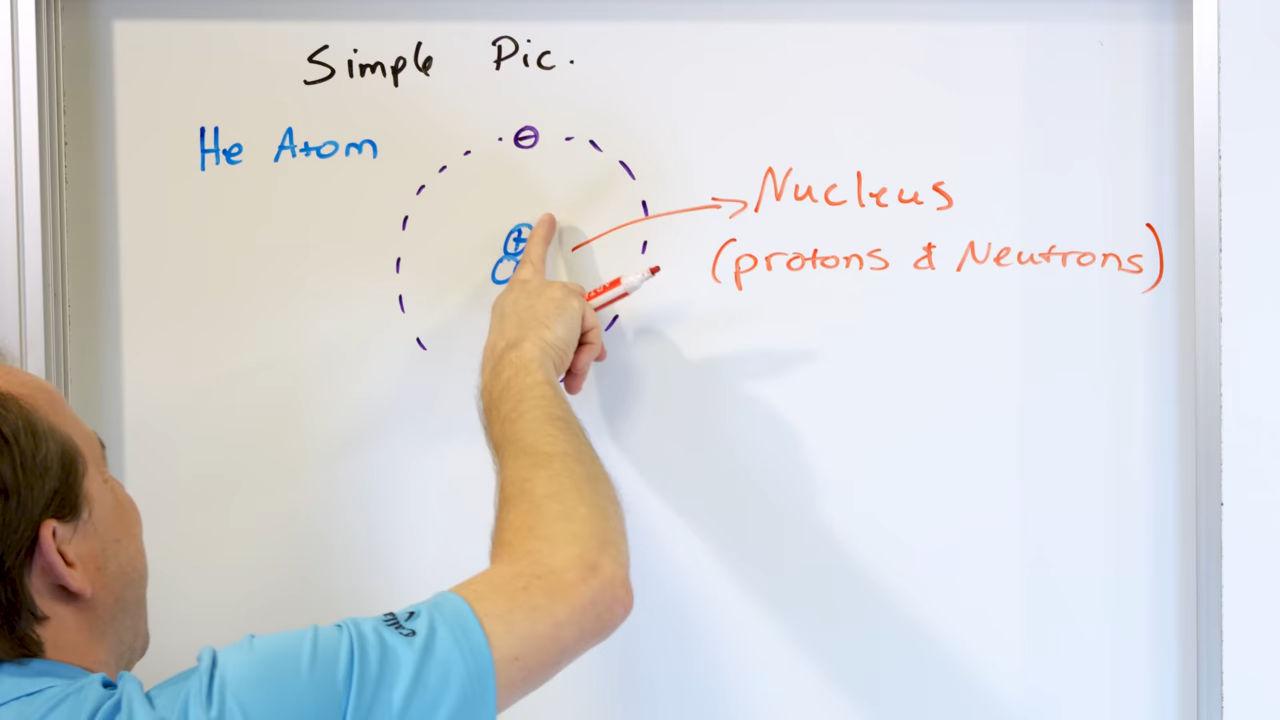 Simple Pic.
He Atom
⊖
Nucleus
+
(protons & Neutrons)